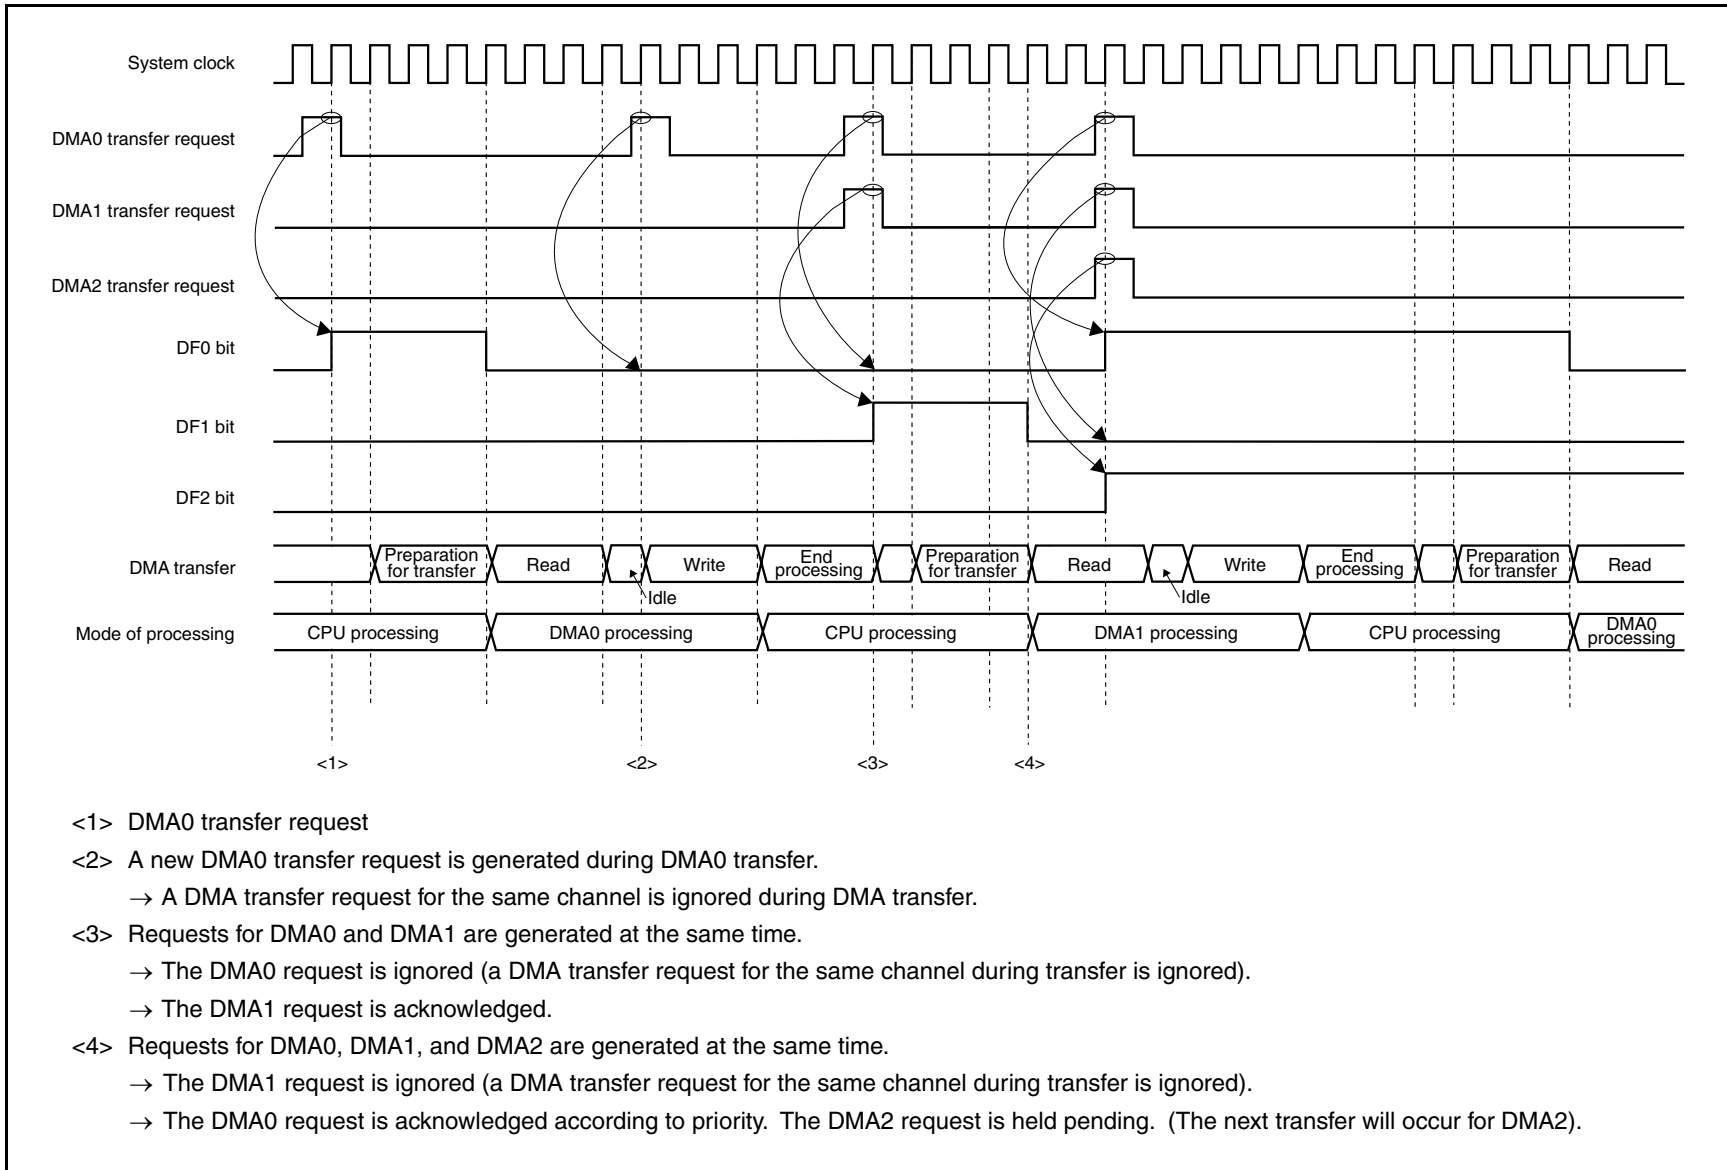 System clock
DMA0 transfer request
DMA1 transfer request
DMA2 transfer request
DF0 bit
DF1 bit
DF2 bit
DMA transfer
Preparation
for transfer
Read
Write
End
processing
Preparation
for transfer
Read
Write
End
processing
Preparation
for transfer
Read
Idle
Idle
Mode of processing
CPU processing
DMA0 processing
CPU processing
DMA1 processing
CPU processing
DMA0
processing
<1>
<2>
<3>
<4>
<1> DMA0 transfer request
<2> A new DMA0 transfer request is generated during DMA0 transfer.
→ A DMA transfer request for the same channel is ignored during DMA transfer.
<3> Requests for DMA0 and DMA1 are generated at the same time.
→ The DMA0 request is ignored (a DMA transfer request for the same channel during transfer is ignored).
→ The DMA1 request is acknowledged.
<4> Requests for DMA0, DMA1, and DMA2 are generated at the same time.
→ The DMA1 request is ignored (a DMA transfer request for the same channel during transfer is ignored).
→ The DMA0 request is acknowledged according to priority. The DMA2 request is held pending. (The next transfer will occur for DMA2).